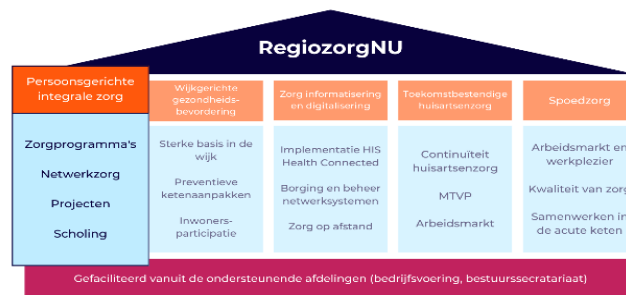 RegiozorgNU
Persoonsgerichte
integrale zorg
Zorgprogramma's
Netwerkzorg
Projecten
Scholing
Wijkgerichte
gezondheids-
bevordering
Sterke basis in de
wijk
Preventieve
ketenaanpakken
Inwoners-
participatie
Zorg informatisering
en digitalisering
Implementatie HIS
Health Connected
Borging en beheer
netwerksystemen
Zorg op afstand
Toekomstbestendige
huisartsenzorg
Continuïteit
huisartsenzorg
MTVP
Arbeidsmarkt
Spoedzorg
Arbeidsmarkt en
werkplezier
Kwaliteit van zorg
Samenwerken in
de acute keten
Gefaciliteerd vanuit de ondersteunende afdelingen (bedrijfsvoering, bestuurssecratariaat)